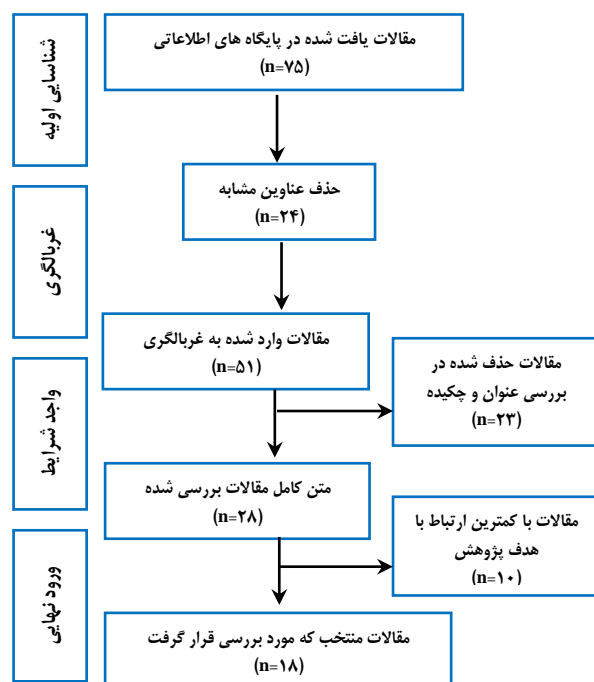 شناسایی اولیه
مقالات یافت شده در پایگاه های اطلاعاتی
(n=۷۵)
حذف عناوین مشابه
(n=۲۴)
غربالگری
مقالات وارد شده به غربالگری
(n=۵۱)
مقالات حذف شده در
بررسی عنوان و چکیده
(n=۲۳)
واجد شرایط
متن کامل مقالات بررسی شده
(n=۲۸)
مقالات با کمترین ارتباط با
هدف پژوهش
(n=۱۰)
ورود نهایی
مقالات منتخب که مورد بررسی قرار گرفت
(n=۱۸)